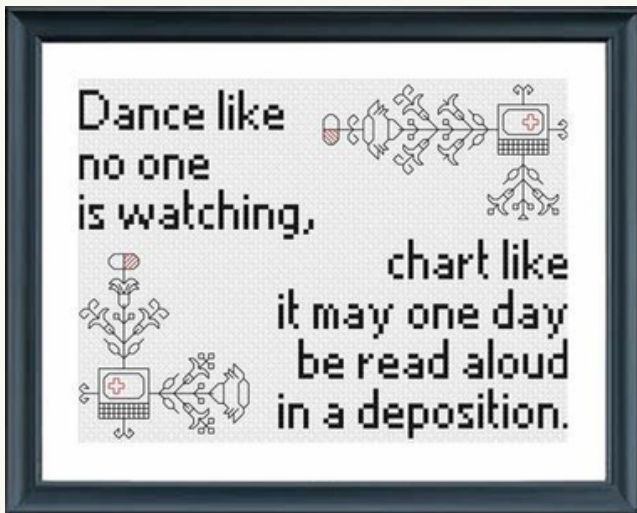 Dance like
no one
is watching,
chart like
it may one day
be read aloud
in a deposition.